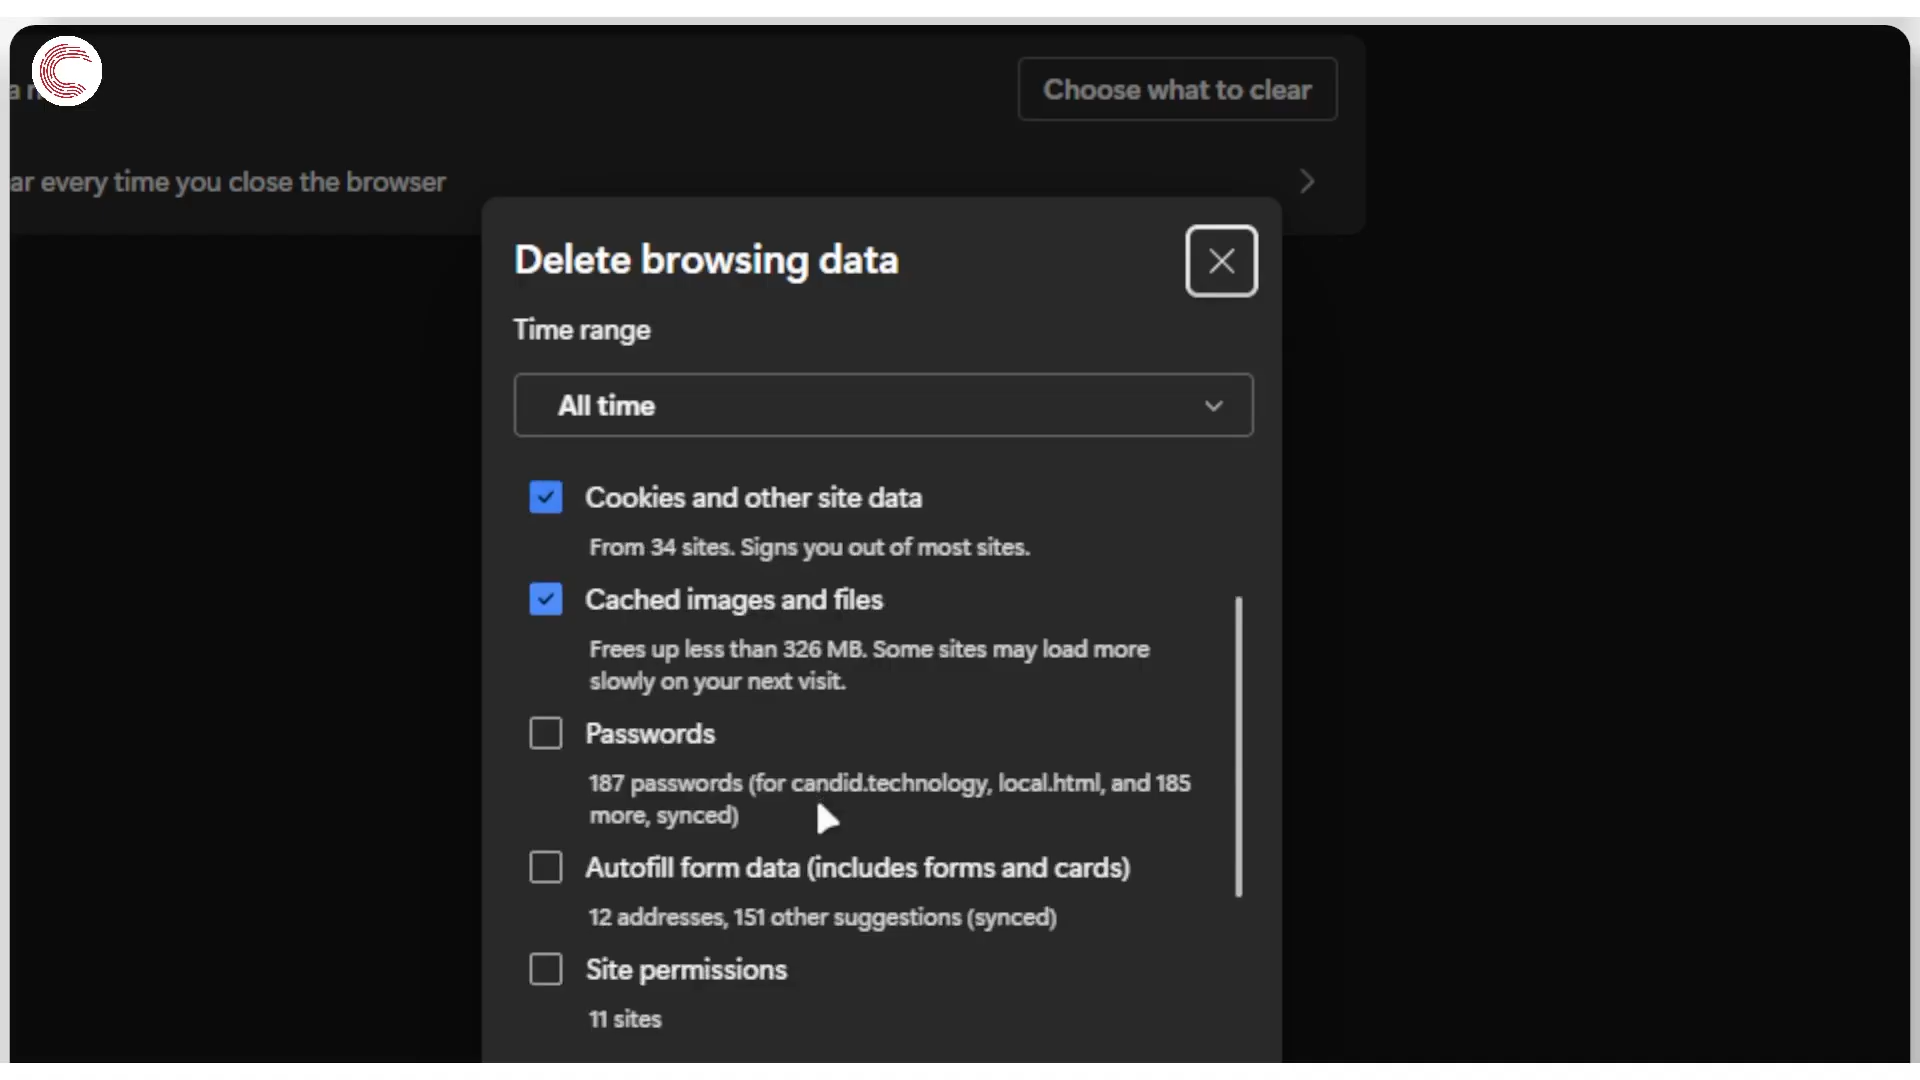 Choose what to clear
every time you close the browser
Delete browsing data
Time range
All time
Cookies and other site data
From 34 sites. Signs you out of most sites.
Cached images and files
Frees up less than 326 MB. Some sites may load more
slowly on your next visit.
Passwords
187 passwords (for candid.technology, local.html, and 185
more, synced)
Autofill form data (includes forms and cards)
12 addresses, 151 other suggestions (synced)
Site permissions
11 sites